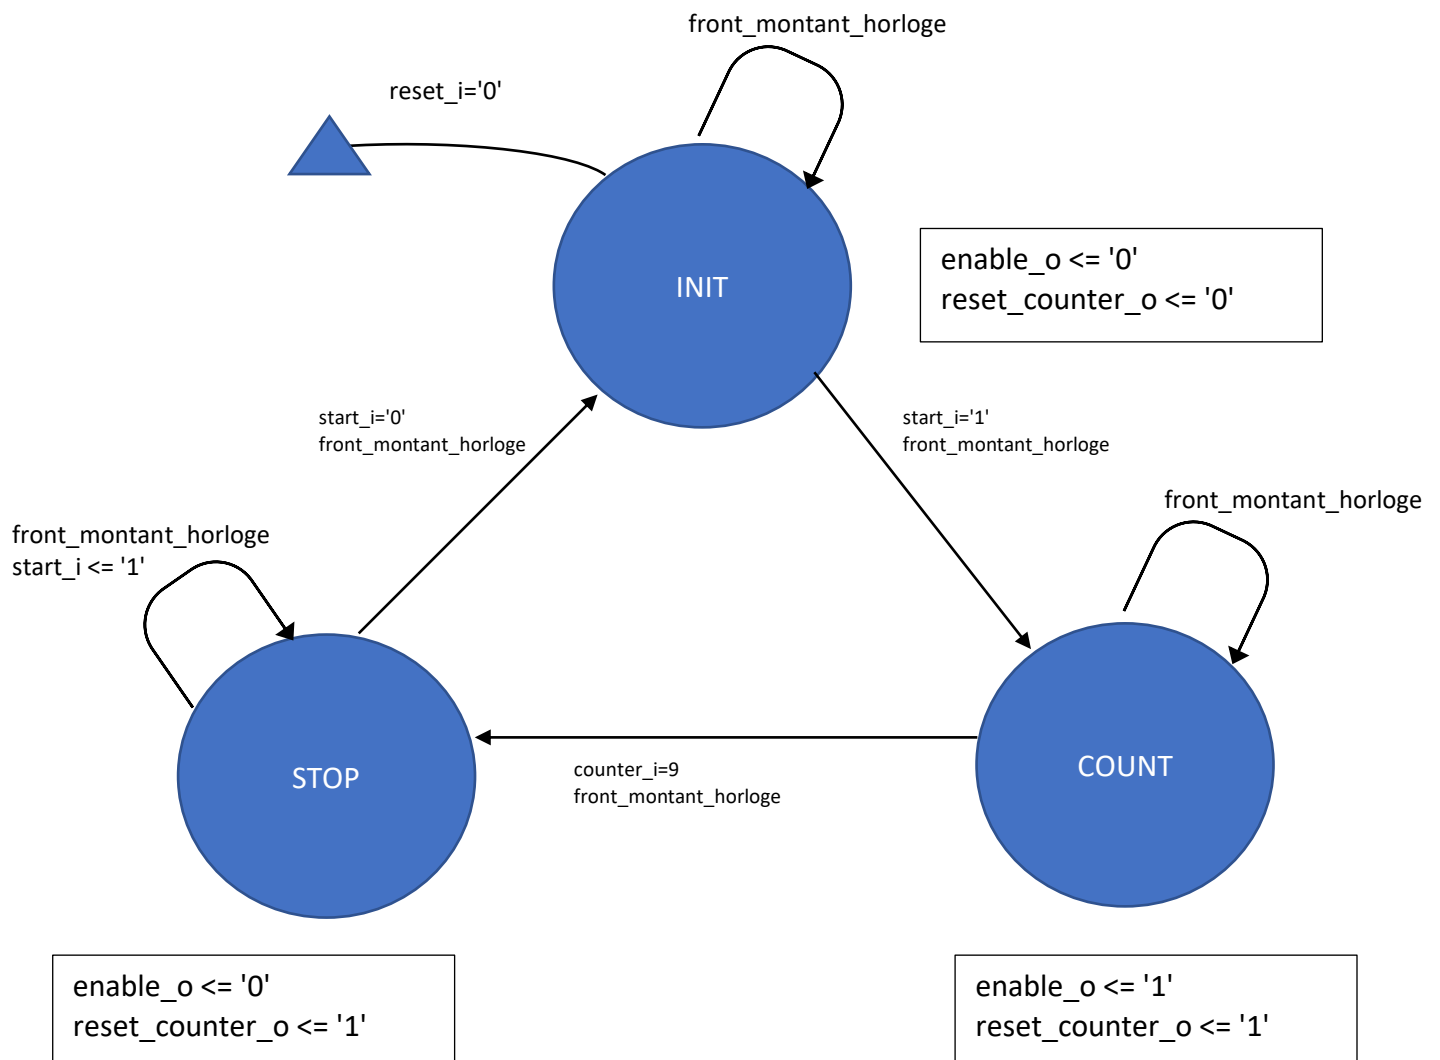 front_montant_horloge
reset_i='0'
INIT
enable_o <= '0'
reset_counter_o <= '0'
start_i='0'
front_montant_horloge
start_i='1'
front_montant_horloge
front_montant_horloge
start_i <= '1'
front_montant_horloge
STOP
counter_i=9
front_montant_horloge
COUNT
enable_o <= '0'
reset_counter_o <= '1'
enable_o <= '1'
reset_counter_o <= '1'